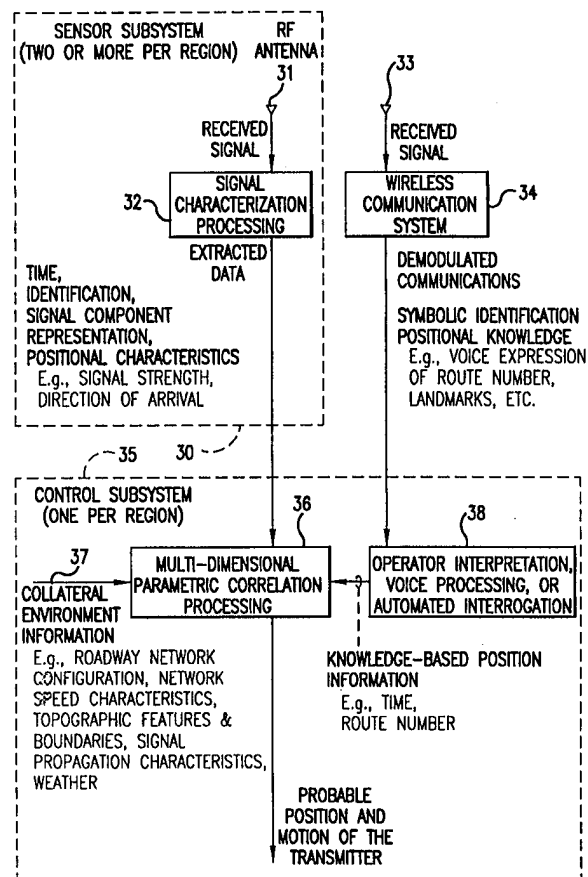 SENSOR SUBSYSTEM
(TWO OR MORE PER REGION)
RF
ANTENNA
31
33
RECEIVED
SIGNAL
RECEIVED
SIGNAL
32
SIGNAL
CHARACTERIZATION
PROCESSING
WIRELESS
COMMUNICATION
SYSTEM
34
EXTRACTED
DATA
DEMODULATED
COMMUNICATIONS
TIME,
IDENTIFICATION,
SIGNAL COMPONENT
REPRESENTATION,
POSITIONAL CHARACTERISTICS
E.g., SIGNAL STRENGTH,
DIRECTION OF ARRIVAL
SYMBOLIC IDENTIFICATION
POSITIONAL KNOWLEDGE
E.g., VOICE EXPRESSION
OF ROUTE NUMBER,
LANDMARKS, ETC.
35
30
CONTROL SUBSYSTEM
(ONE PER REGION)
36
38
37
MULTI-DIMENSIONAL
PARAMETRIC CORRELATION
PROCESSING
OPERATOR INTERPRETATION,
VOICE PROCESSING, OR
AUTOMATED INTERROGATION
COLLATERAL
ENVIRONMENT
INFORMATION
E.g., ROADWAY NETWORK
CONFIGURATION, NETWORK
SPEED CHARACTERISTICS,
TOPOGRAPHIC FEATURES &
BOUNDARIES, SIGNAL
PROPAGATION CHARACTERISTICS,
WEATHER
KNOWLEDGE-BASED POSITION
INFORMATION
E.g., TIME,
ROUTE NUMBER
PROBABLE
POSITION AND
MOTION OF THE
TRANSMITTER